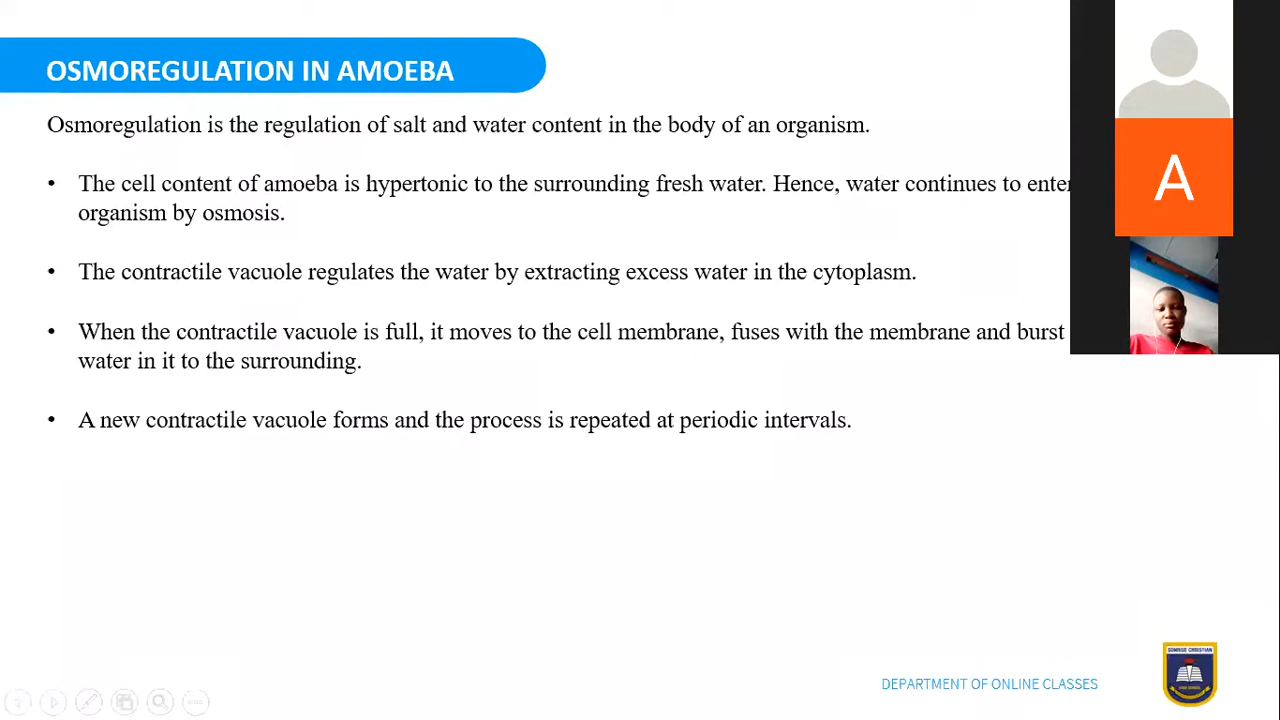 OSMOREGULATION IN AMOEBA
Osmoregulation is the regulation of salt and water content in the body of an organism.
• The cell content of amoeba is hypertonic to the surrounding fresh water. Hence, water continues to enter
organism by osmosis.
• The contractile vacuole regulates the water by extracting excess water in the cytoplasm.
• When the contractile vacuole is full, it moves to the cell membrane, fuses with the membrane and burst
water in it to the surrounding.
• A new contractile vacuole forms and the process is repeated at periodic intervals.
A
DEPARTMENT OF ONLINE CLASSES